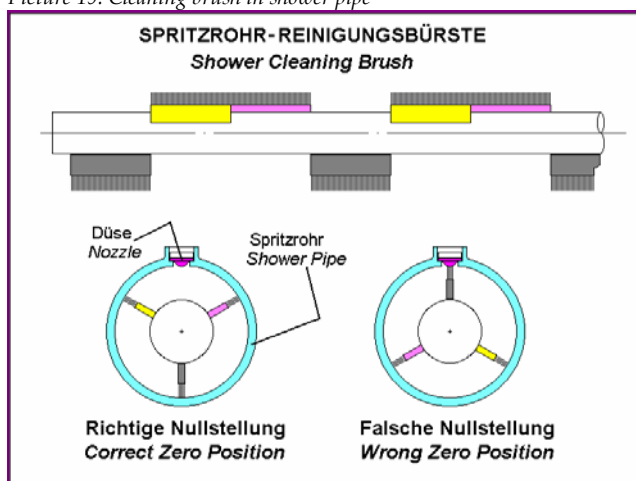 Picture 15: Cleaning brush in shower pipe
SPRITZROHR-REINIGUNGSBÜRSTE
Shower Cleaning Brush
Düse
Nozzle
Spritzrohr
Shower Pipe
Richtige Nullstellung
Correct Zero Position
Falsche Nullstellung
Wrong Zero Position